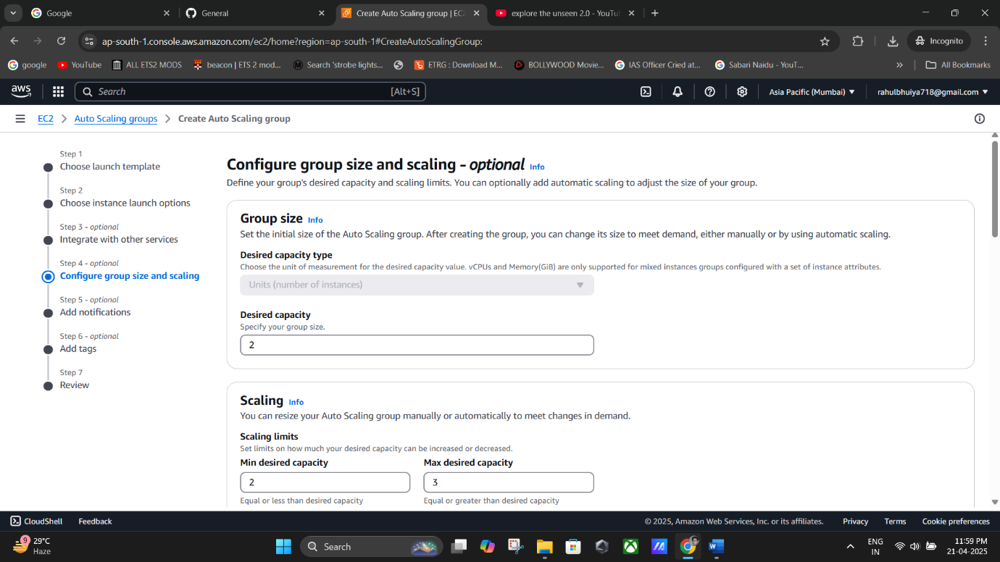 Google
General
Create Auto Scaling group | EC2
explore the unseen 2.0 - YouTu
ap-south-1.console.aws.amazon.com/ec2/home?region=ap-south-1#CreateAutoScalingGroup:
Incognito
google
YouTube
ALL ETS2 MODS
beacon | ETS 2 mod...
Search 'strobe lights...
ETRG : Download M...
BOLLYWOOD Movie...
IAS Officer Cried at...
Sabari Naidu - YouT...
All Bookmarks
aws
Search
[Alt+S]
Asia Pacific (Mumbai)
rahulbhuiya718@gmail.com
EC2
Auto Scaling groups
Create Auto Scaling group
Step 1
Choose launch template
Step 2
Choose instance launch options
Step 3 - optional
Integrate with other services
Step 4 - optional
Configure group size and scaling
Step 5 - optional
Add notifications
Step 6 - optional
Add tags
Step 7
Review
Configure group size and scaling - optional Info
Define your group's desired capacity and scaling limits. You can optionally add automatic scaling to adjust the size of your group.
Group size Info
Set the initial size of the Auto Scaling group. After creating the group, you can change its size to meet demand, either manually or by using automatic scaling.
Desired capacity type
Choose the unit of measurement for the desired capacity value. vCPUs and Memory(GiB) are only supported for mixed instances groups configured with a set of instance attributes.
Units (number of instances)
Desired capacity
Specify your group size.
2
Scaling Info
You can resize your Auto Scaling group manually or automatically to meet changes in demand.
Scaling limits
Set limits on how much your desired capacity can be increased or decreased.
Min desired capacity
Max desired capacity
2
3
Equal or less than desired capacity
Equal or greater than desired capacity
CloudShell
Feedback
© 2025, Amazon Web Services, Inc. or its affiliates.
Privacy
Terms
Cookie preferences
9
29°C
Haze
Search
ENG
IN
11:59 PM
21-04-2025